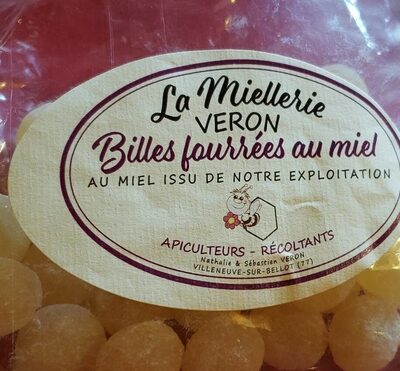 La Miellerie
VERON
Billes fourrées au miel
AU MIEL ISSU DE NOTRE EXPLOITATION
APICULTEURS - RÉCOLTANTS
Nathalie & Sébastien VERON
VILLENEUVE-SUR-BELLOT (77)